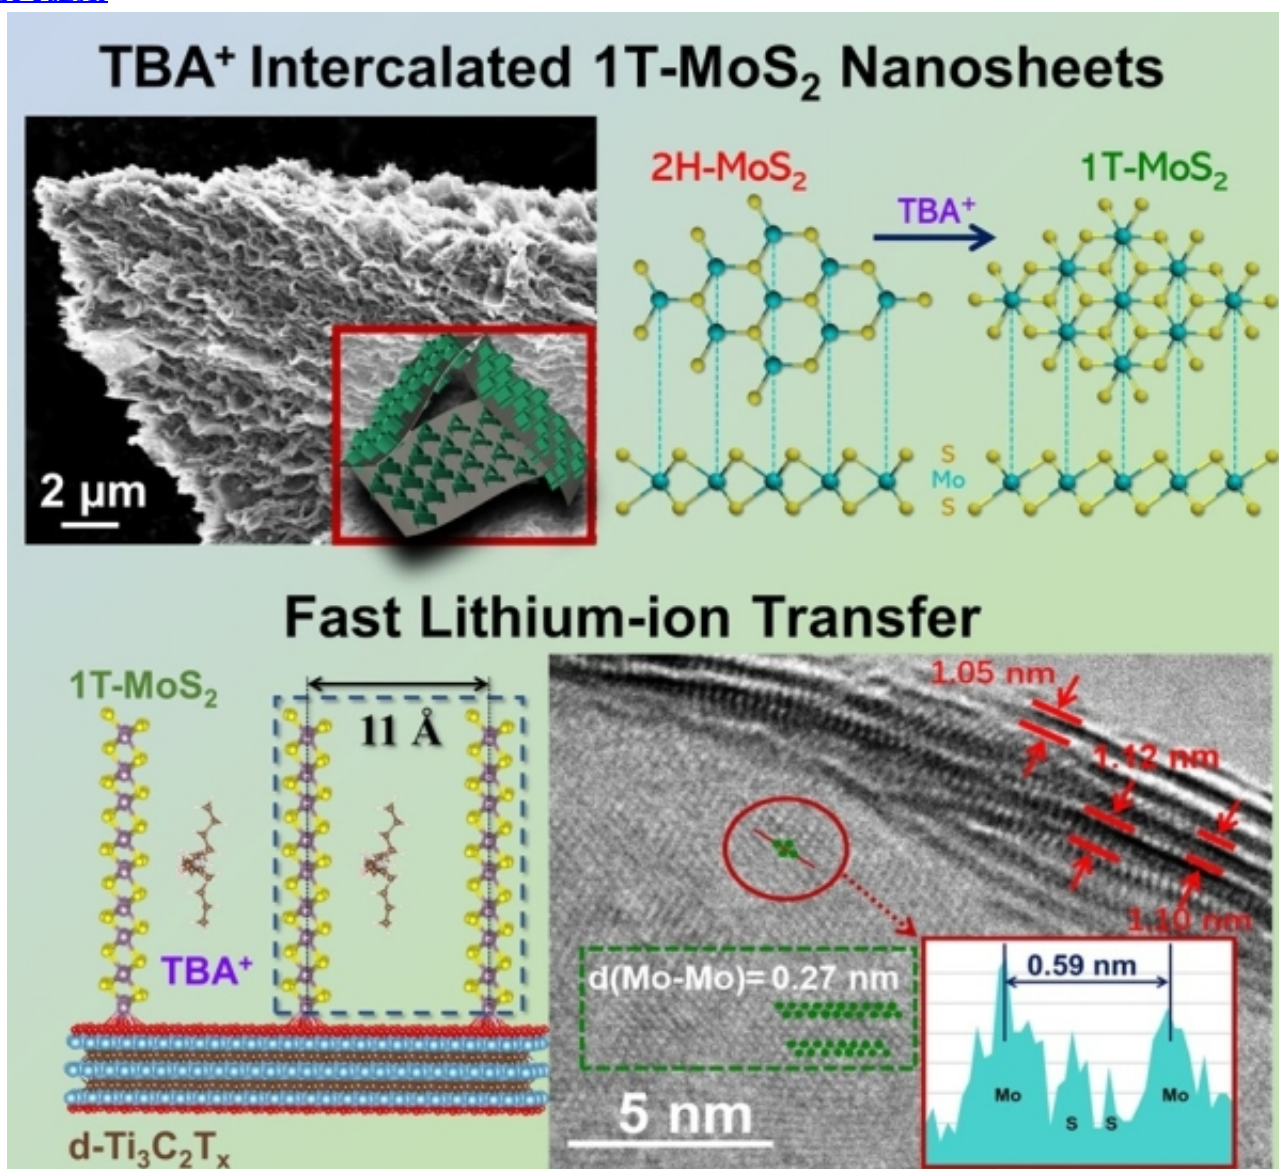 TBA⁺ Intercalated 1T-MoS₂ Nanosheets
2H-MoS₂
TBA⁺
1T-MoS₂
2 μm
S
Mo
S
Fast Lithium-ion Transfer
1T-MoS₂
11 Å
TBA⁺
d-Ti₃C₂Tₓ
1.05 nm
1.12 nm
1.10 nm
d(Mo-Mo)= 0.27 nm
5 nm
0.59 nm
Mo
S
S
Mo